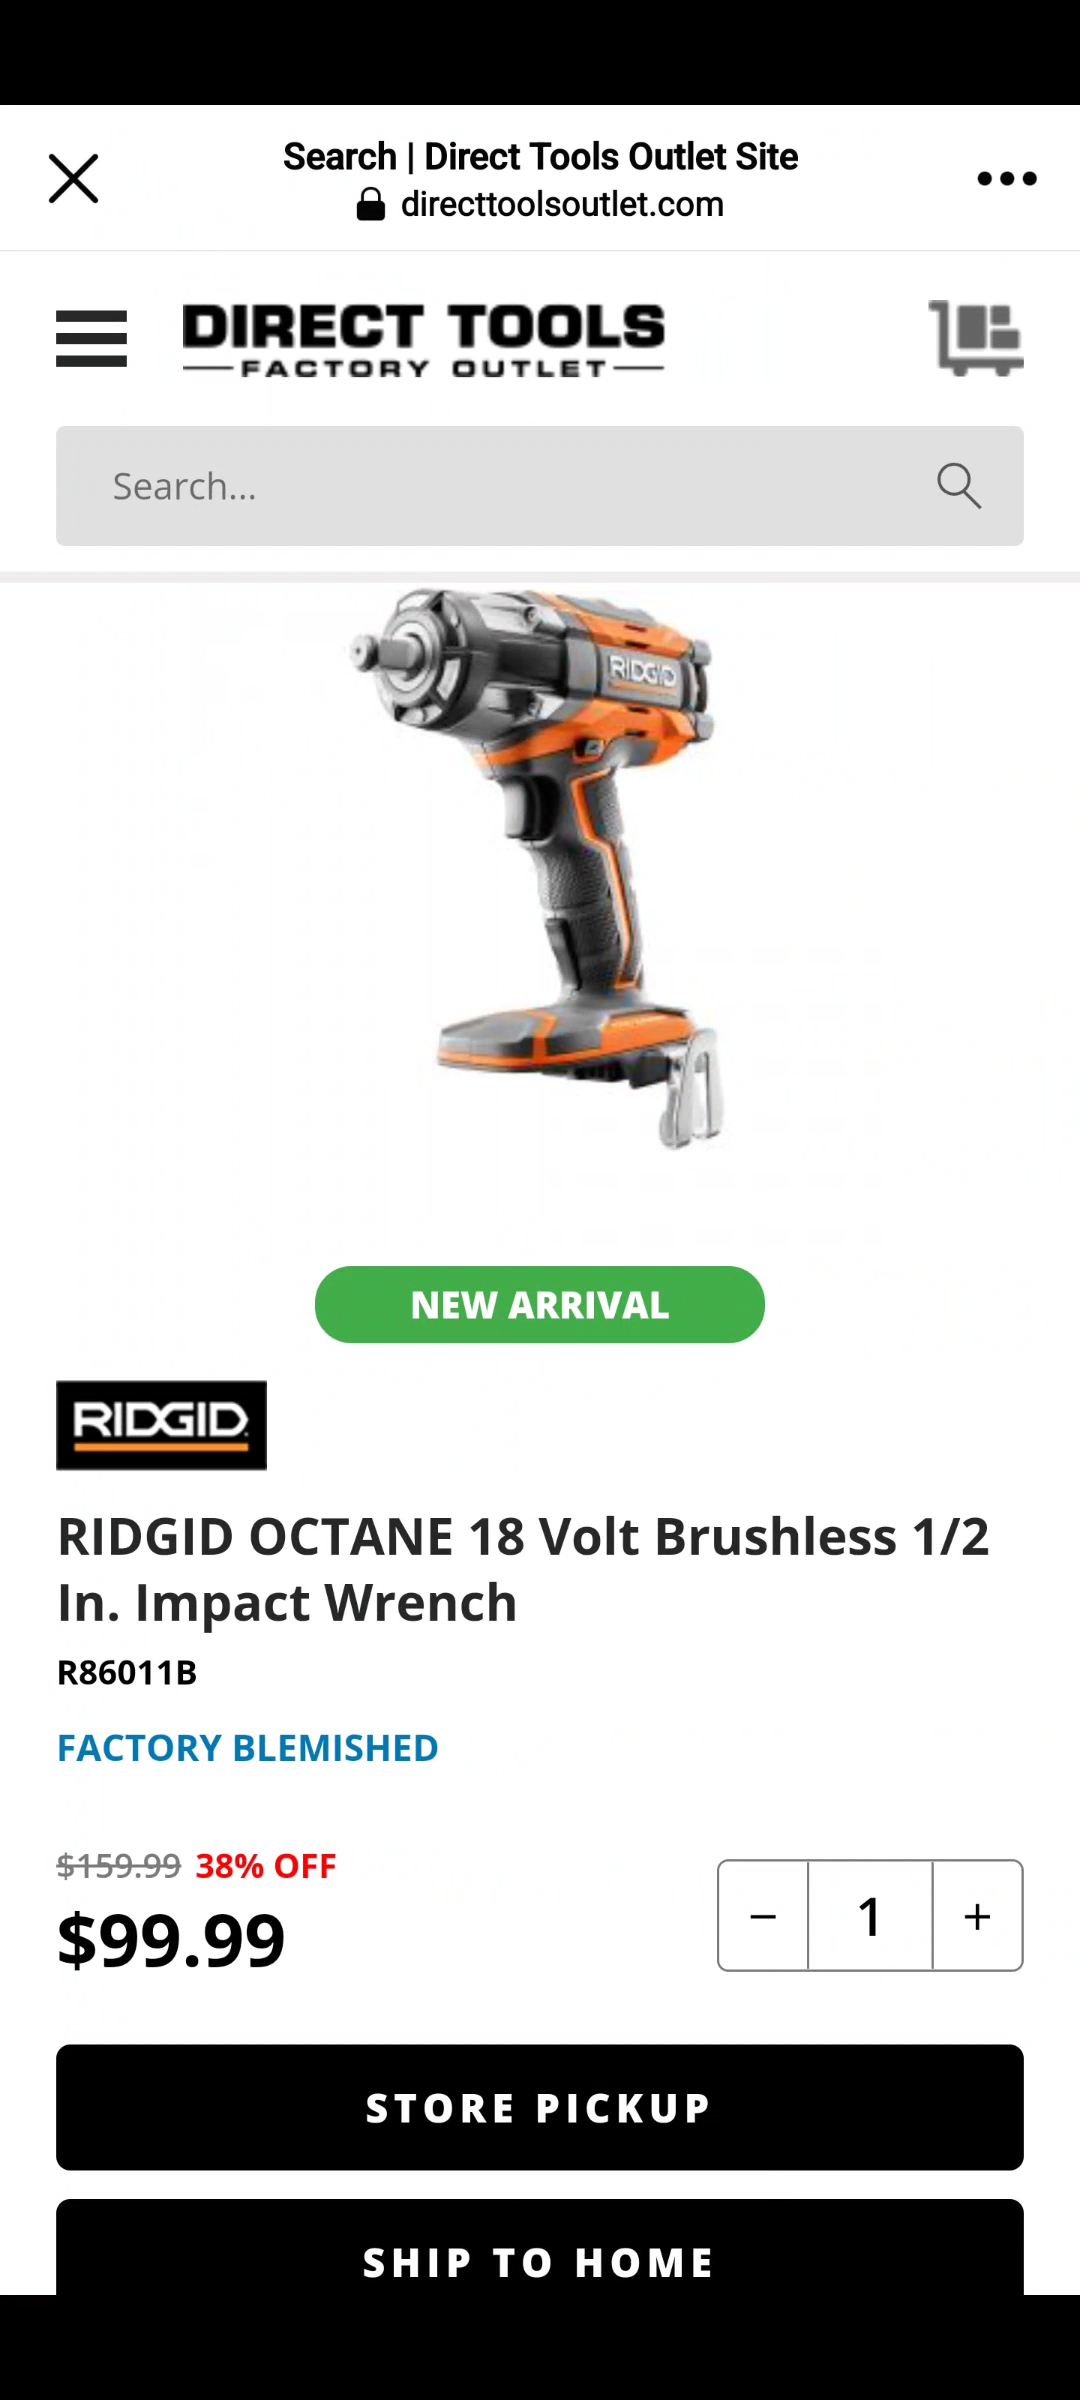 Search | Direct Tools Outlet Site
directtoolsoutlet.com
DIRECT TOOLS
FACTORY OUTLET
Search...
RIDGID
NEW ARRIVAL
RIDGID
RIDGID OCTANE 18 Volt Brushless 1/2
In. Impact Wrench
R86011B
FACTORY BLEMISHED
$159.99 38% OFF
$99.99
− 1 +
STORE PICKUP
SHIP TO HOME